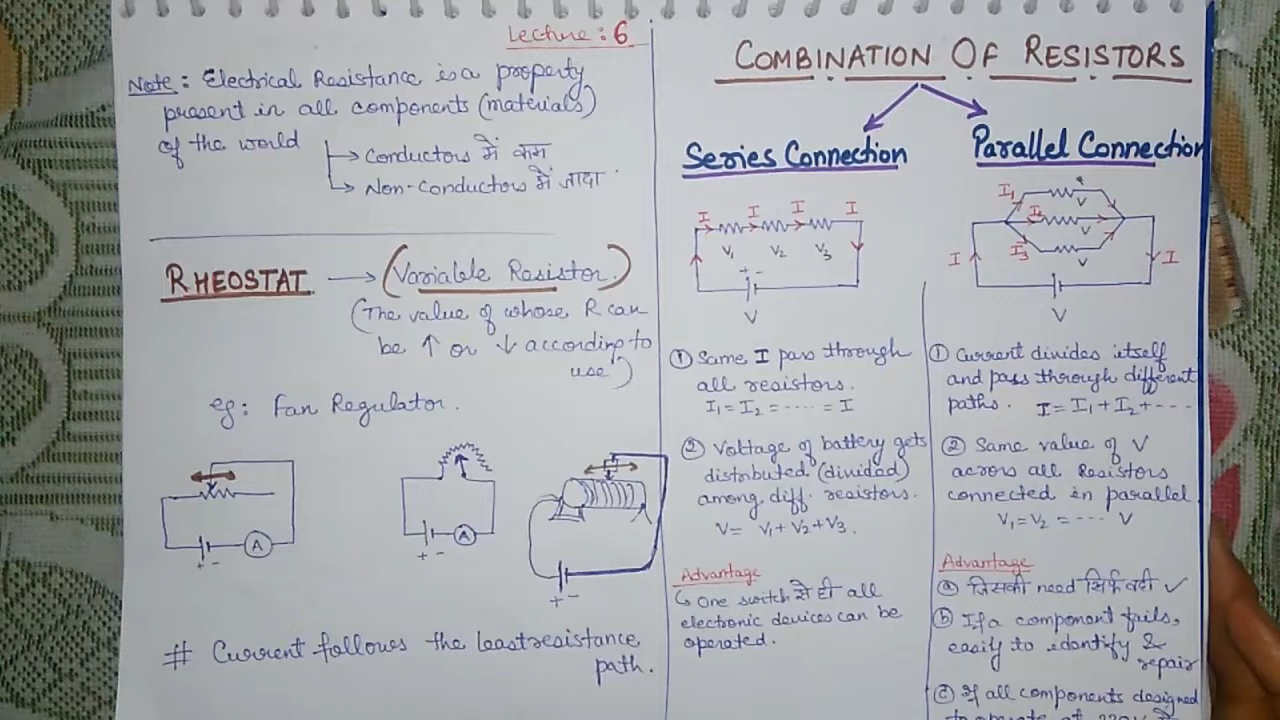 Lecture: 6
Note: Electrical Resistance is a property
present in all components (materials)
of the world
→ Conductors में कम
→ Non-Conductors में जादा
RHEOSTAT → (Variable Resistor)
(The value of whose R can
be ↑ or ↓ according to
use)
eg: Fan Regulator.
A
+ -
A
+ -
+ -
# Current follows the least resistance
path.
COMBINATION OF RESISTORS
Series Connection
I I I I
V₁ V₂ V₃
+ -
V
① Same I pass through
all resistors.
I₁ = I₂ = ---- = I
② Voltage of battery gets
distributed (divided)
among diff. resistors.
V = V₁ + V₂ + V₃.
Advantage
↳ One switch से ही all
electronic devices can be
operated.
Parallel Connection
I₁ V
I₂ V
I₃ V
I I
V
① Current divides itself
and pass through different
paths. I = I₁ + I₂ + ---
② Same value of V
across all Resistors
connected in parallel
V₁ = V₂ = ---- V
Advantage
ⓐ जिसकी need सिर्फ वही ✓
ⓑ If a component fails,
easily to identify &
repair
ⓒ If all components designed
to operate at 220V